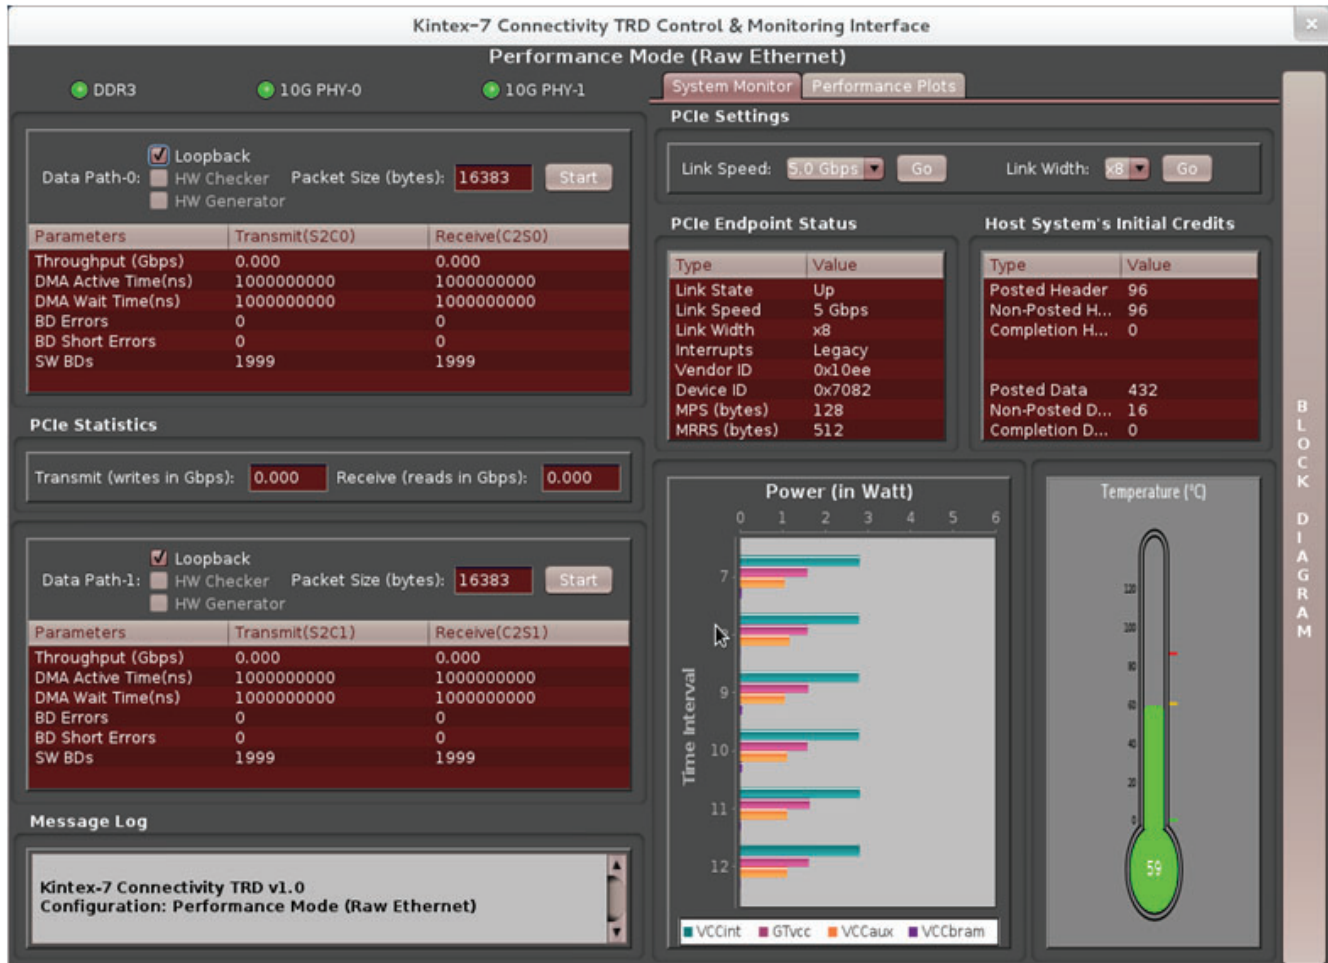 Kintex-7 Connectivity TRD Control & Monitoring Interface
Performance Mode (Raw Ethernet)
DDR3 10G PHY-0 10G PHY-1
Loopback
Data Path-0: HW Checker Packet Size (bytes): 16383 Start
HW Generator
Parameters Transmit(S2C0) Receive(C2S0)
Throughput (Gbps) 0.000 0.000
DMA Active Time(ns) 1000000000 1000000000
DMA Wait Time(ns) 1000000000 1000000000
BD Errors 0 0
BD Short Errors 0 0
SW BDs 1999 1999
PCIe Statistics
Transmit (writes in Gbps): 0.000 Receive (reads in Gbps): 0.000
Loopback
Data Path-1: HW Checker Packet Size (bytes): 16383 Start
HW Generator
Parameters Transmit(S2C1) Receive(C2S1)
Throughput (Gbps) 0.000 0.000
DMA Active Time(ns) 1000000000 1000000000
DMA Wait Time(ns) 1000000000 1000000000
BD Errors 0 0
BD Short Errors 0 0
SW BDs 1999 1999
Message Log
Kintex-7 Connectivity TRD v1.0
Configuration: Performance Mode (Raw Ethernet)
System Monitor Performance Plots
PCIe Settings
Link Speed: 5.0 Gbps Go Link Width: x8 Go
PCIe Endpoint Status
Type Value
Link State Up
Link Speed 5 Gbps
Link Width x8
Interrupts Legacy
Vendor ID 0x10ee
Device ID 0x7082
MPS (bytes) 128
MRRS (bytes) 512
Host System's Initial Credits
Type Value
Posted Header 96
Non-Posted H... 96
Completion H... 0
Posted Data 432
Non-Posted D... 16
Completion D... 0
Power (in Watt)
0 1 2 3 4 5 6
7
9
10
11
12
Time Interval
VCCint GTvcc VCCaux VCCbram
Temperature (°C)
120
100
80
60
40
20
0
59
BLOCK DIAGRAM